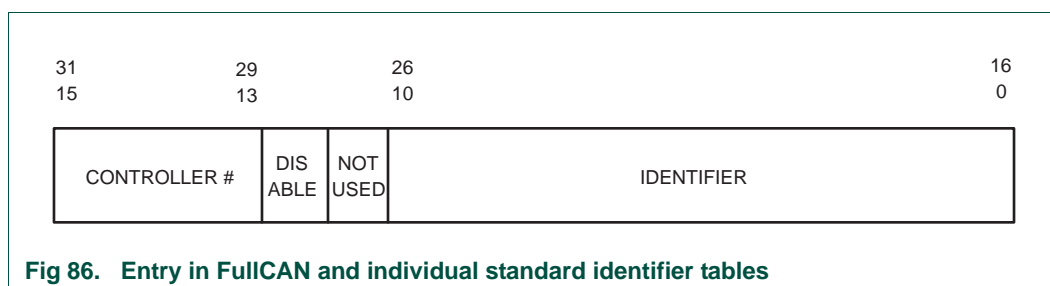 31 29 26 16
15 13 10 0
CONTROLLER # DIS ABLE NOT USED IDENTIFIER
Fig 86. Entry in FullCAN and individual standard identifier tables